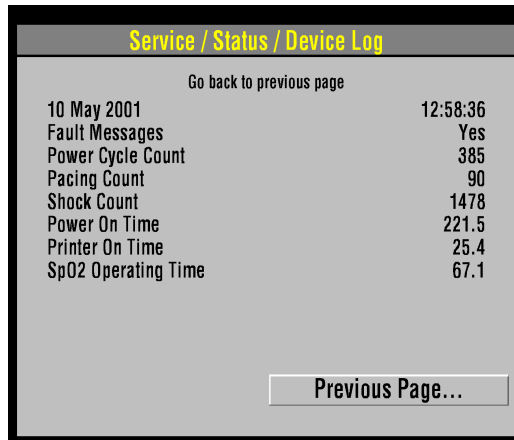 Service / Status / Device Log
Go back to previous page
10 May 2001 12:58:36
Fault Messages Yes
Power Cycle Count 385
Pacing Count 90
Shock Count 1478
Power On Time 221.5
Printer On Time 25.4
SpO2 Operating Time 67.1
Previous Page...